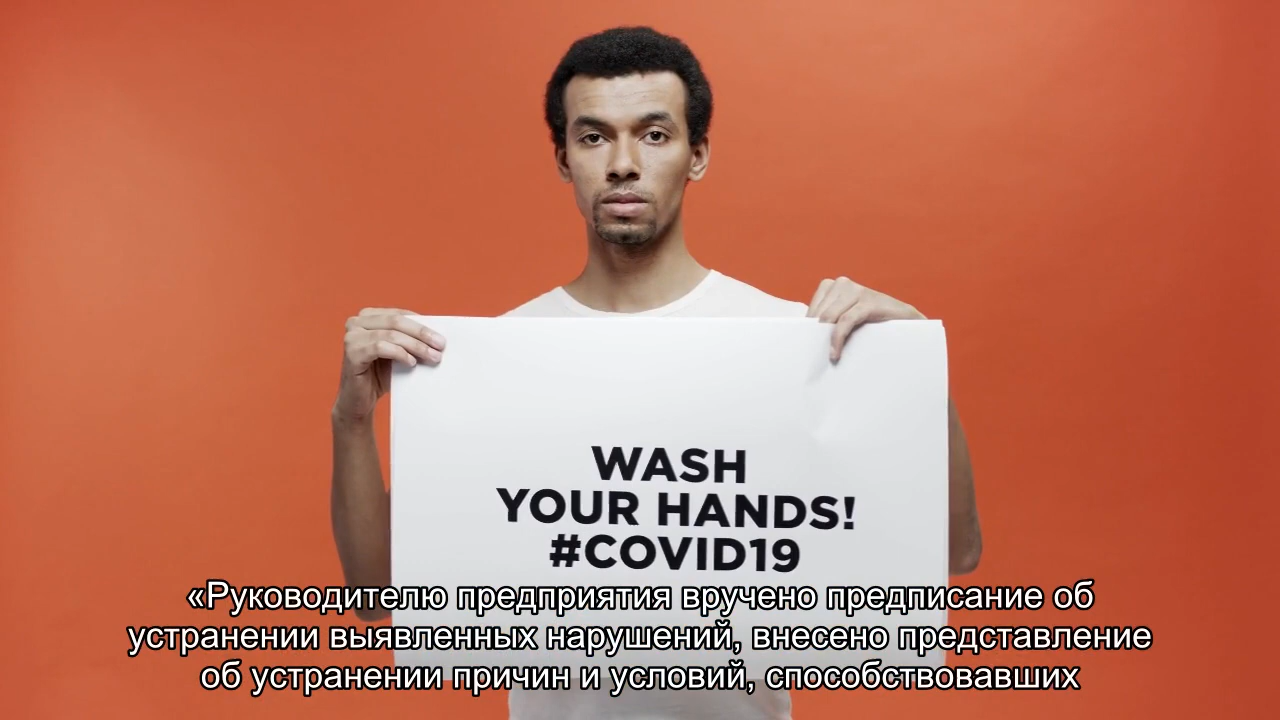 WASH
YOUR HANDS!
#COVID19
«Руководителю предприятия вручено предписание об
устранении выявленных нарушений, внесено представление
об устранении причин и условий, способствовавших